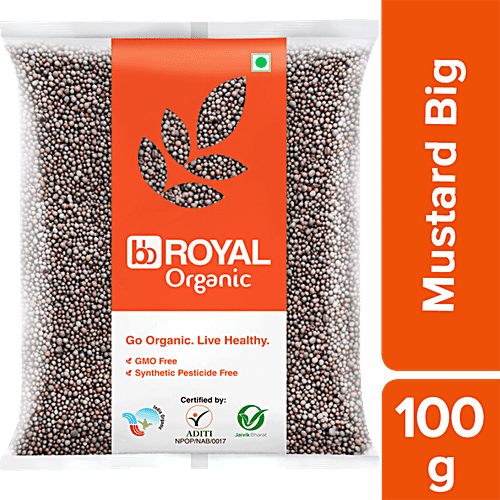 bb ROYAL
Organic
Go Organic. Live Healthy.
GMO Free
Synthetic Pesticide Free
Certified by:
ADITI
NPOP/NAB/0017
Jaivik Bharat
Mustard Big
100
g